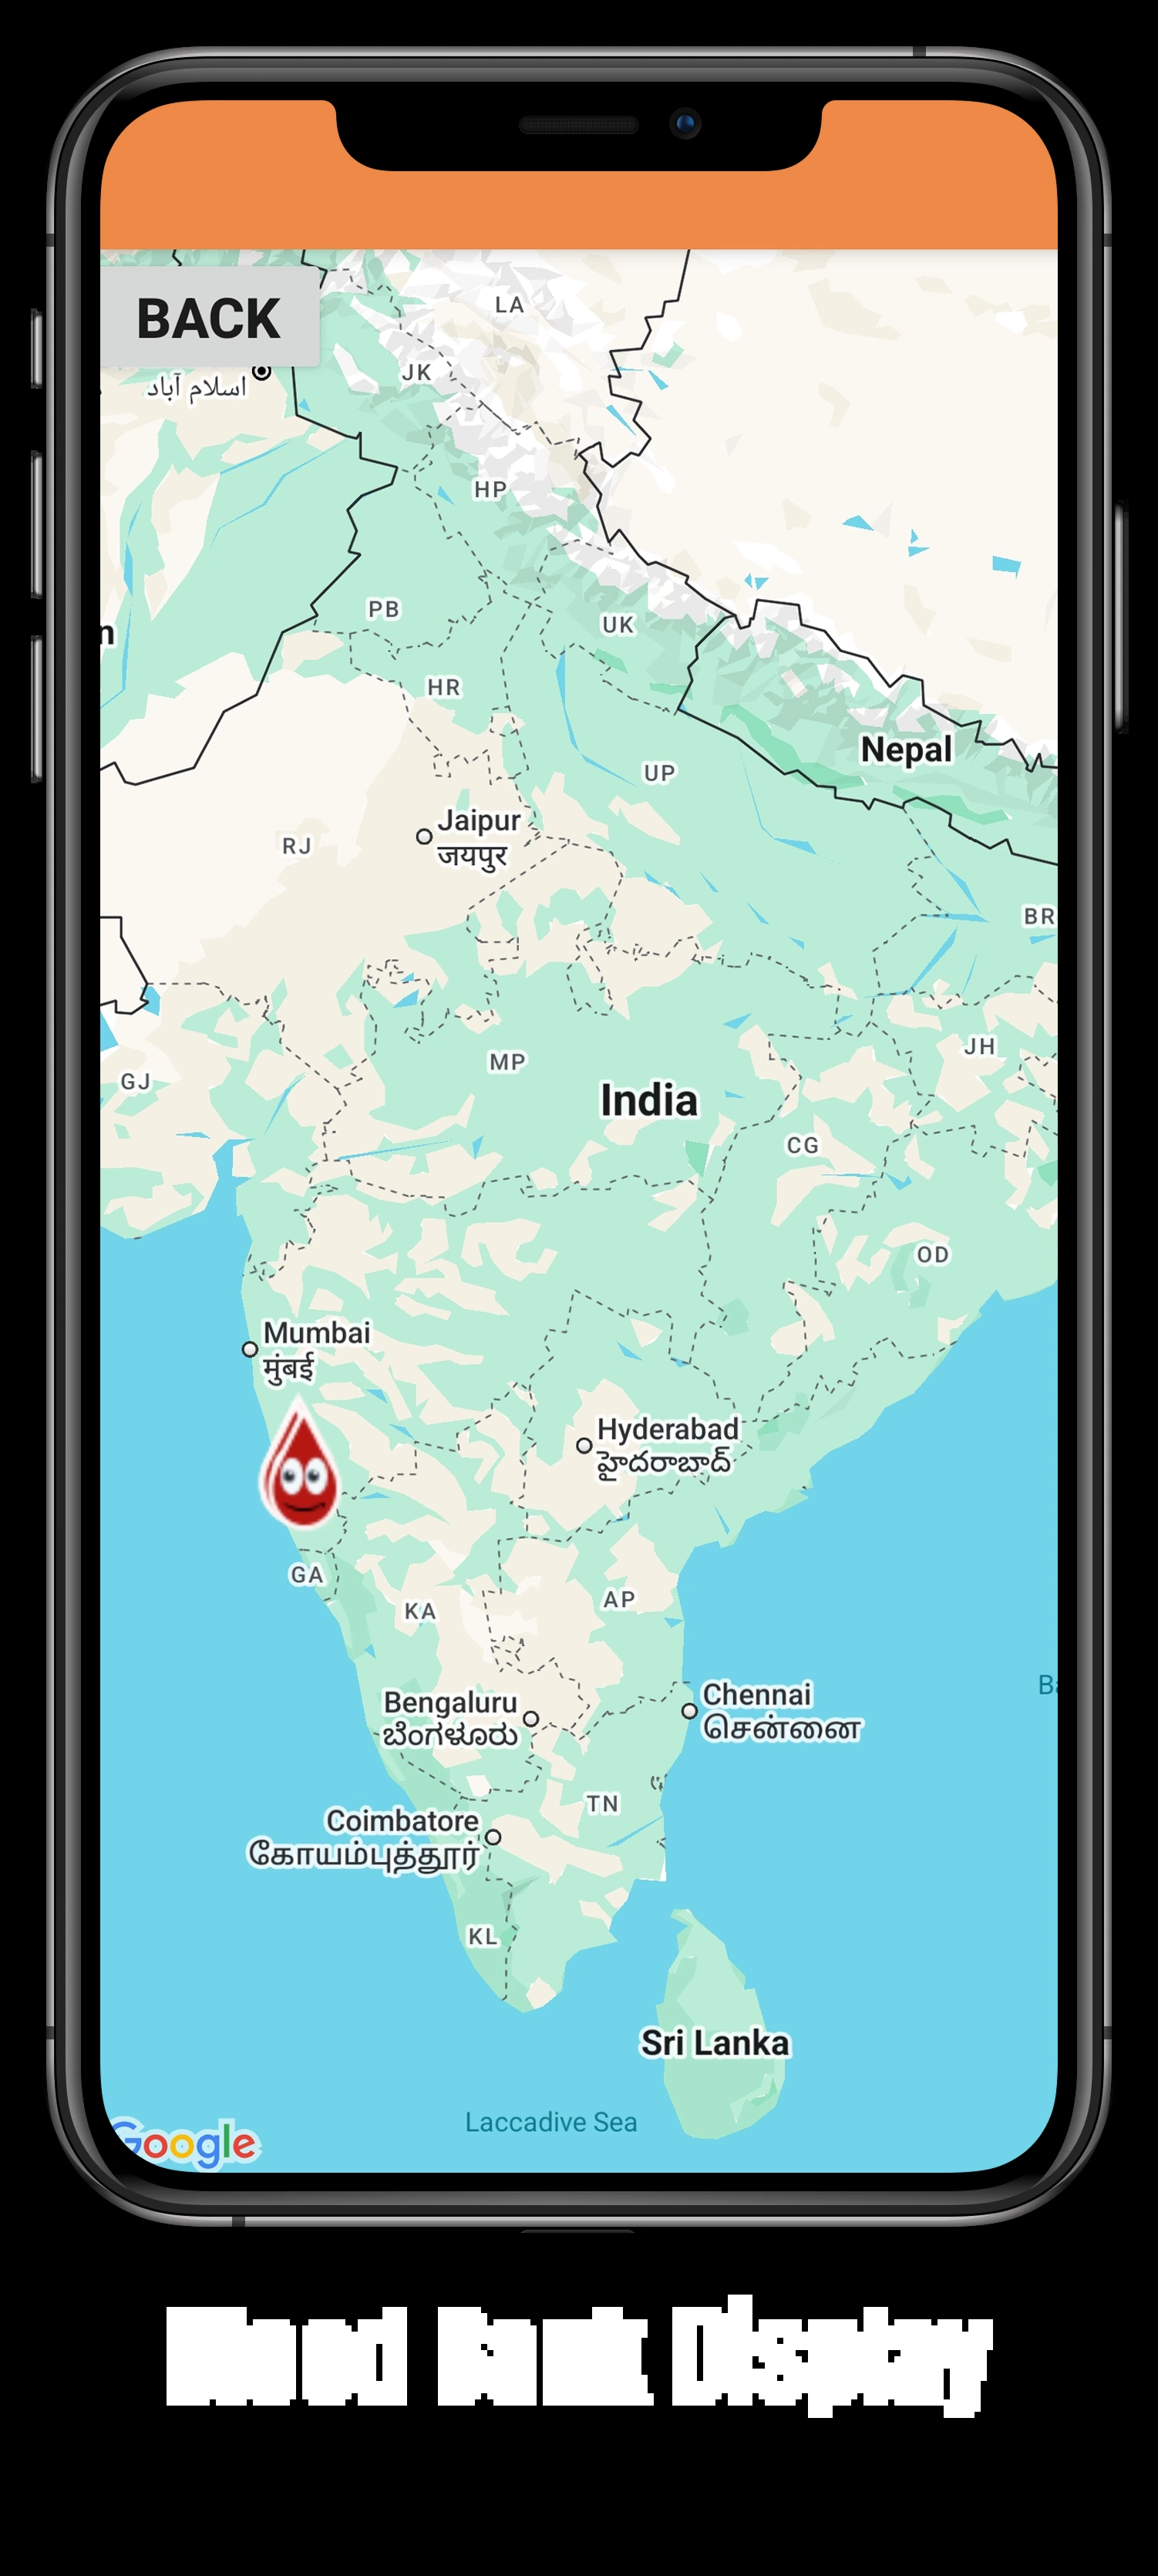 BACK
LA
JK
اسلام آباد
HP
PB
UK
n
HR
Nepal
UP
Jaipur
जयपुर
RJ
BR
JH
MP
GJ
India
CG
OD
Mumbai
मुंबई
Hyderabad
హైదరాబాద్
GA
AP
KA
Ba
Chennai
சென்னை
Bengaluru
ಬೆಂಗಳೂರು
TN
Coimbatore
கோயம்புத்தூர்
KL
Sri Lanka
Laccadive Sea
Google
Blood Bank Display